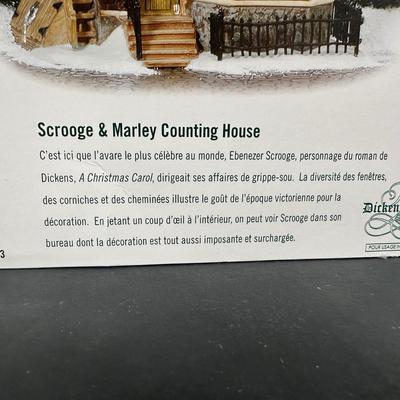 Scrooge & Marley Counting House
C'est ici que l'avare le plus célèbre au monde, Ebenezer Scrooge, personnage du roman de
Dickens, A Christmas Carol, dirigeait ses affaires de grippe-sou. La diversité des fenêtres,
des corniches et des cheminées illustre le goût de l'époque victorienne pour la
décoration. En jetant un coup d'œil à l'intérieur, on peut voir Scrooge dans son
bureau dont la décoration est tout aussi imposante et surchargée.
Dicken
POUR USAGE
3